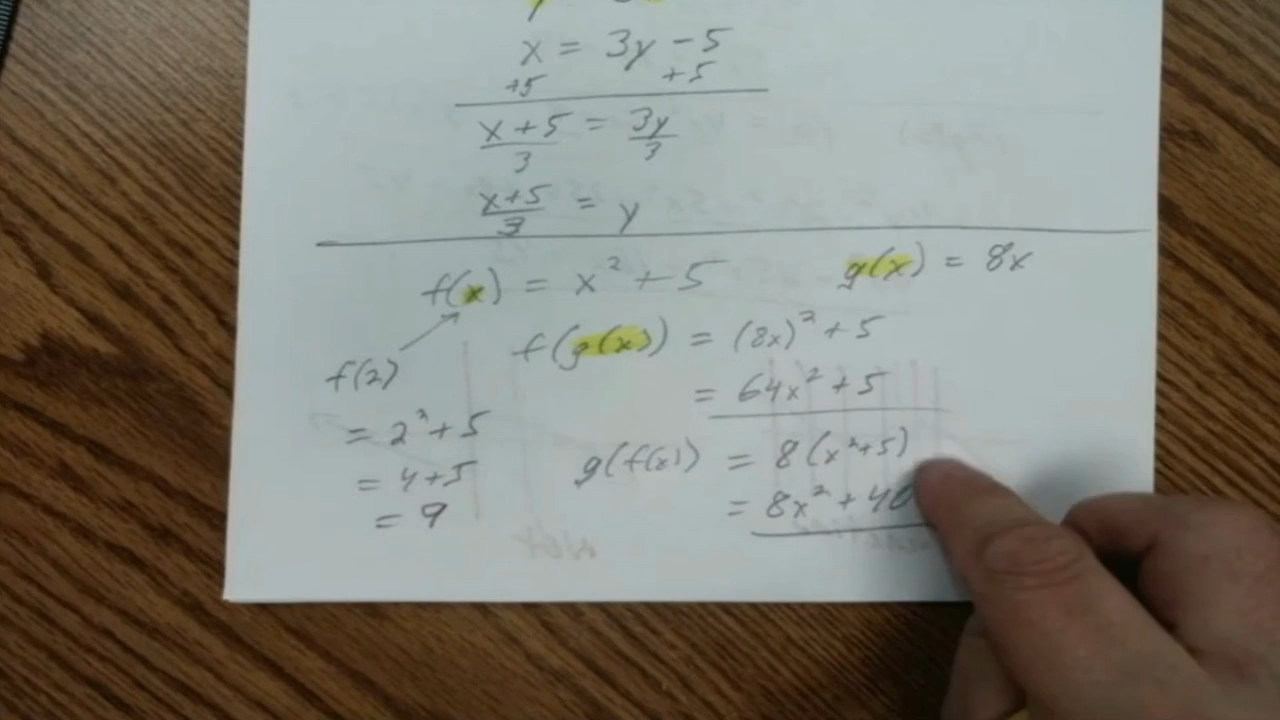 x = 3y - 5
+5 +5
x + 5 / 3 = 3y / 3
x+5 / 3 = y
f(x) = x² + 5 g(x) = 8x
f(g(x)) = (8x)² + 5
f(2) = 64x² + 5
= 2² + 5 g(f(x)) = 8(x²+5)
= 4+5 = 8x² + 40
= 9